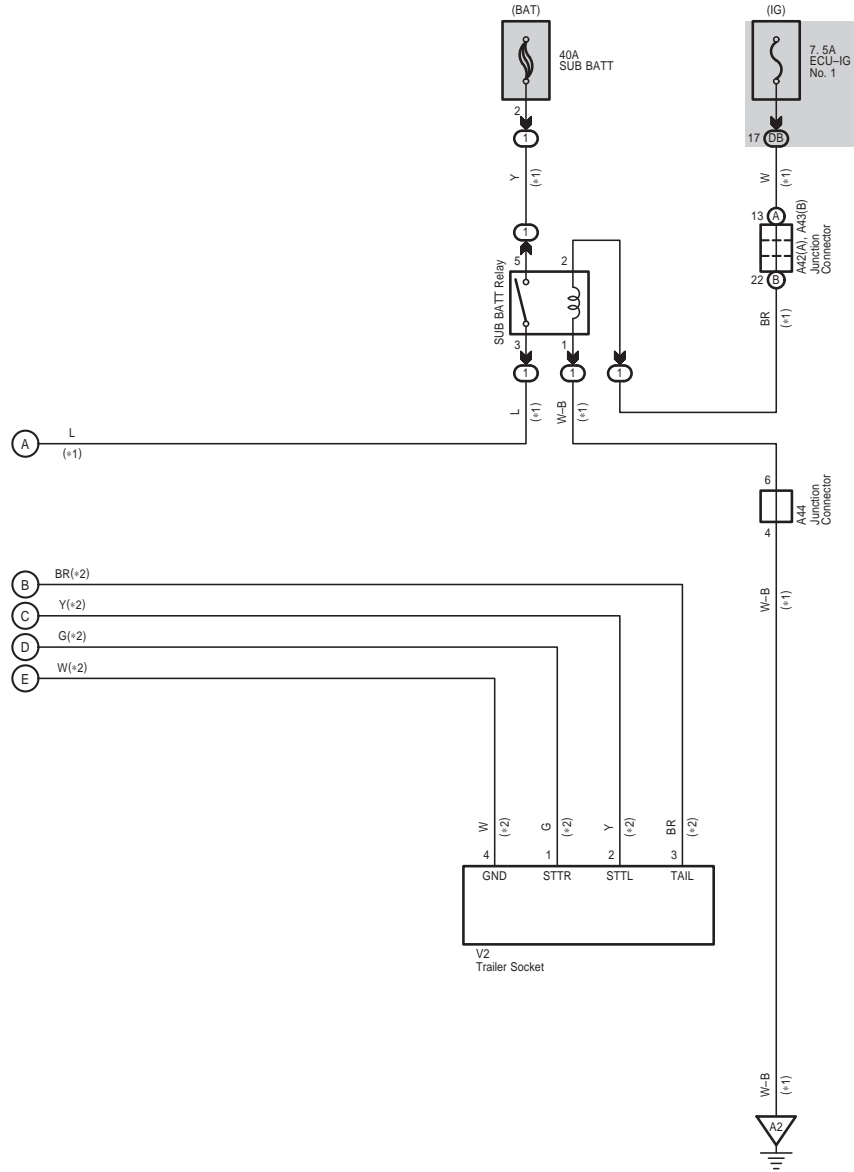 (BAT)
(IG)
40A
SUB BATT
7. 5A
ECU–IG
No. 1
2
1
17
DB
Y
(∗1)
W
(∗1)
13
A
A42(A), A43(B)
Junction
Connector
22
B
1
5
2
SUB BATT Relay
3
1
1
1
1
BR
(∗1)
L
(∗1)
W–B
(∗1)
A
L
(∗1)
6
A44
Junction
Connector
4
B
BR(∗2)
C
Y(∗2)
D
G(∗2)
E
W(∗2)
W–B
(∗1)
W
(∗2)
G
(∗2)
Y
(∗2)
BR
(∗2)
4
1
2
3
GND
STTR
STTL
TAIL
V2
Trailer Socket
W–B
(∗1)
A2